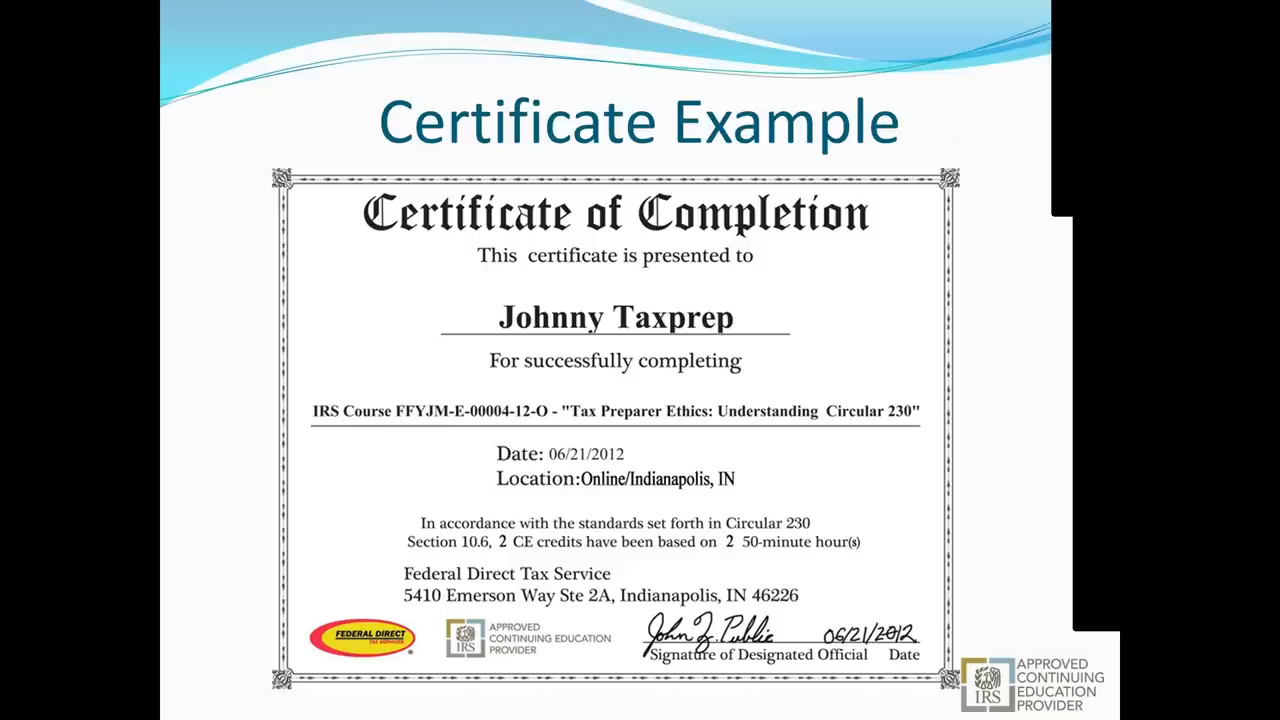 Certificate Example
Certificate of Completion
This certificate is presented to
Johnny Taxprep
For successfully completing
IRS Course FFYJM-E-00004-12-O - "Tax Preparer Ethics: Understanding Circular 230"
Date: 06/21/2012
Location:Online/Indianapolis, IN
In accordance with the standards set forth in Circular 230
Section 10.6, 2 CE credits have been based on 2 50-minute hour(s)
Federal Direct Tax Service
5410 Emerson Way Ste 2A, Indianapolis, IN 46226
FEDERAL DIRECT
TAX SERVICES
IRS
APPROVED
CONTINUING EDUCATION
PROVIDER
John Q. Public 06/21/2012
Signature of Designated Official Date
IRS
APPROVED
CONTINUING
EDUCATION
PROVIDER